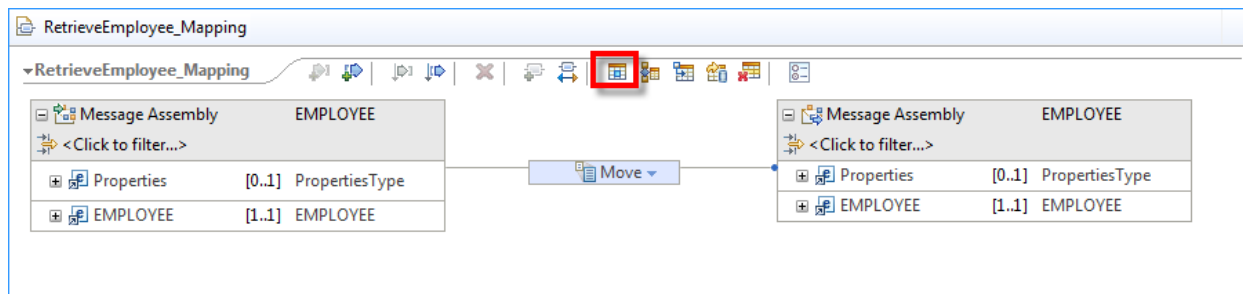 RetrieveEmployee_Mapping
RetrieveEmployee_Mapping
Message Assembly EMPLOYEE
<Click to filter...>
Properties [0..1] PropertiesType
EMPLOYEE [1..1] EMPLOYEE
Move
Message Assembly EMPLOYEE
<Click to filter...>
Properties [0..1] PropertiesType
EMPLOYEE [1..1] EMPLOYEE